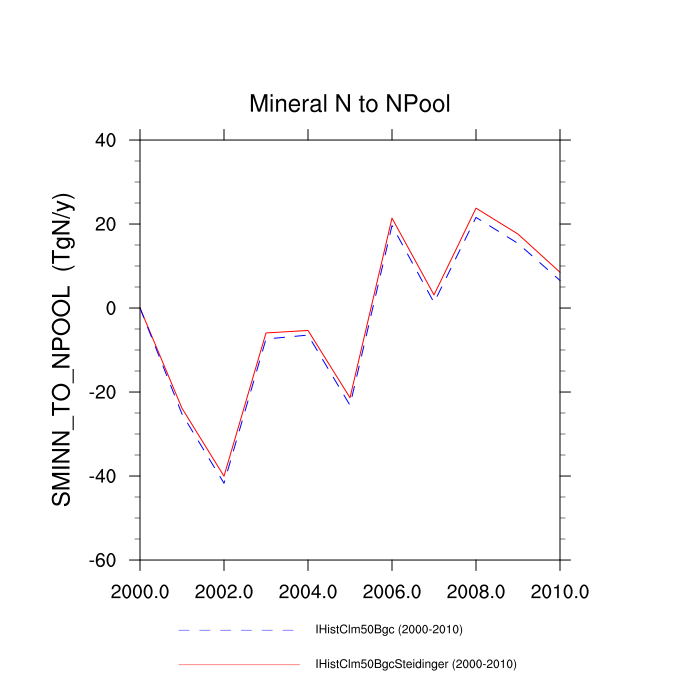 Mineral N to NPool
SMINN_TO_NPOOL (TgN/y)
40
20
0
-20
-40
-60
2000.0 2002.0 2004.0 2006.0 2008.0 2010.0
IHistClm50Bgc (2000-2010)
IHistClm50BgcSteidinger (2000-2010)